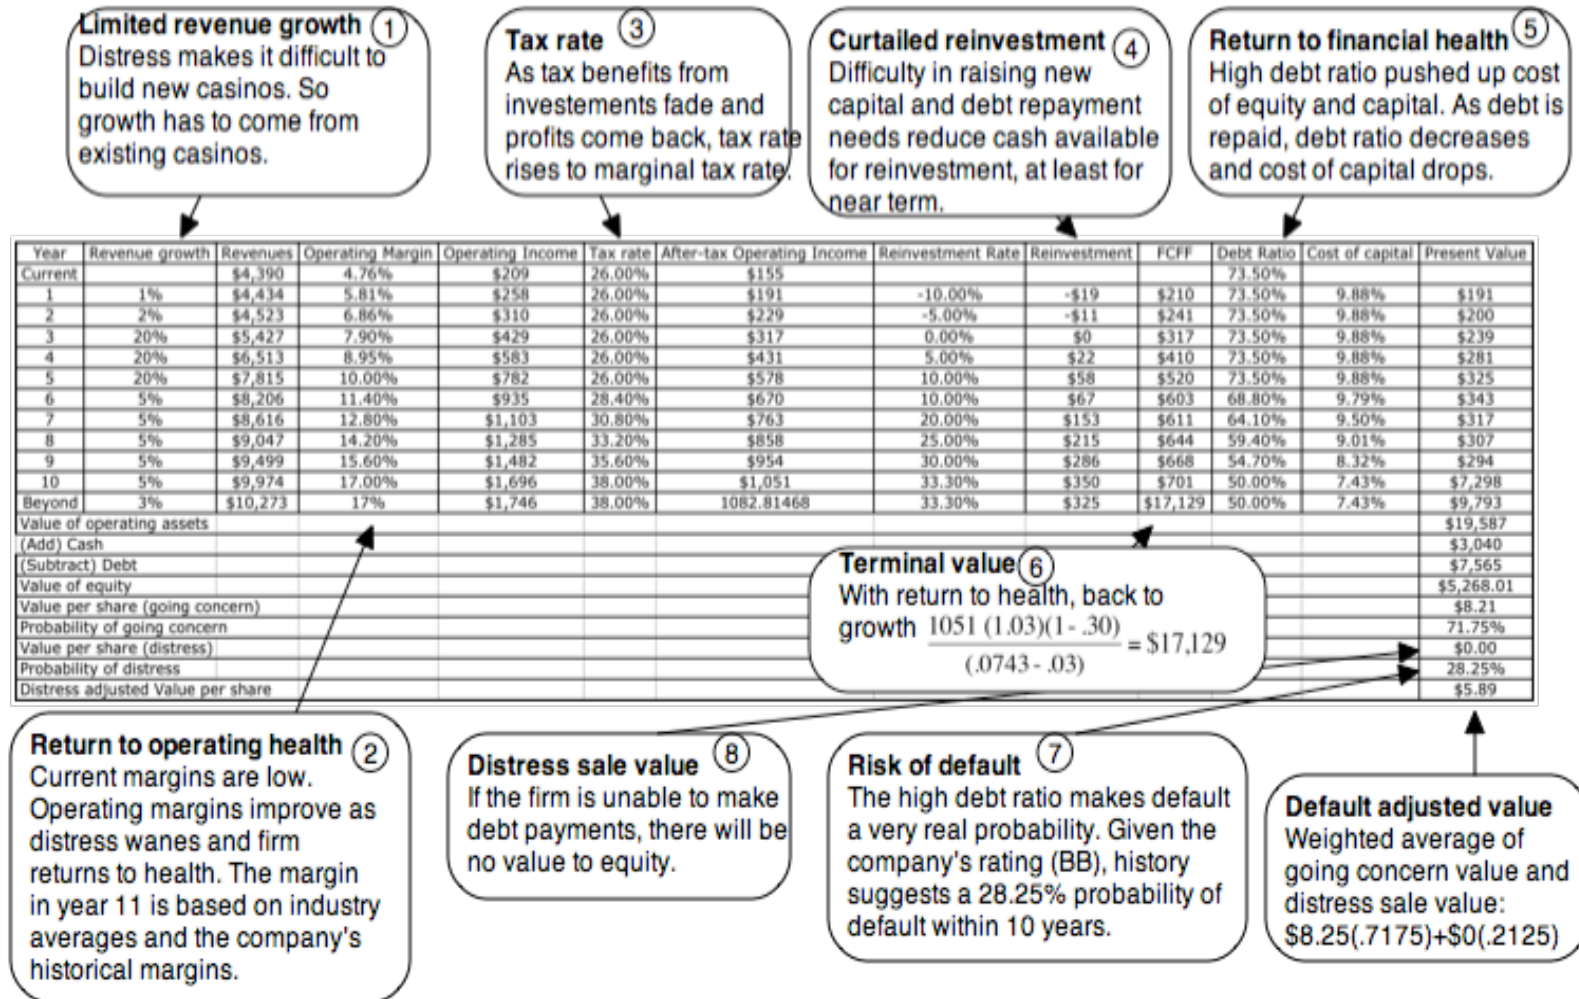 Limited revenue growth 1
Distress makes it difficult to
build new casinos. So
growth has to come from
existing casinos.
Tax rate 3
As tax benefits from
investements fade and
profits come back, tax rate
rises to marginal tax rate.
Curtailed reinvestment 4
Difficulty in raising new
capital and debt repayment
needs reduce cash available
for reinvestment, at least for
near term.
Return to financial health 5
High debt ratio pushed up cost
of equity and capital. As debt is
repaid, debt ratio decreases
and cost of capital drops.
Year Revenue growth Revenues Operating Margin Operating Income Tax rate After-tax Operating Income Reinvestment Rate Reinvestment FCFF Debt Ratio Cost of capital Present Value
Current $4,390 4.76% $209 26.00% $155 73.50%
1 1% $4,434 5.81% $258 26.00% $191 -10.00% -$19 $210 73.50% 9.88% $191
2 2% $4,523 6.86% $310 26.00% $229 -5.00% -$11 $241 73.50% 9.88% $200
3 20% $5,427 7.90% $429 26.00% $317 0.00% $0 $317 73.50% 9.88% $239
4 20% $6,513 8.95% $583 26.00% $431 5.00% $22 $410 73.50% 9.88% $281
5 20% $7,815 10.00% $782 26.00% $578 10.00% $58 $520 73.50% 9.88% $325
6 5% $8,206 11.40% $935 28.40% $670 10.00% $67 $603 68.80% 9.79% $343
7 5% $8,616 12.80% $1,103 30.80% $763 20.00% $153 $611 64.10% 9.50% $317
8 5% $9,047 14.20% $1,285 33.20% $858 25.00% $215 $644 59.40% 9.01% $307
9 5% $9,499 15.60% $1,482 35.60% $954 30.00% $286 $668 54.70% 8.32% $294
10 5% $9,974 17.00% $1,696 38.00% $1,051 33.30% $350 $701 50.00% 7.43% $7,298
Beyond 3% $10,273 17% $1,746 38.00% 1082.81468 33.30% $325 $17,129 50.00% 7.43% $9,793
Value of operating assets $19,587
(Add) Cash $3,040
(Subtract) Debt $7,565
Value of equity $5,268.01
Value per share (going concern) $8.21
Probability of going concern 71.75%
Value per share (distress) $0.00
Probability of distress 28.25%
Distress adjusted Value per share $5.89
Terminal value 6
With return to health, back to
growth 1051 (1.03)(1 - .30)
(.0743 - .03)
= $17,129
Return to operating health 2
Current margins are low.
Operating margins improve as
distress wanes and firm
returns to health. The margin
in year 11 is based on industry
averages and the company's
historical margins.
Distress sale value 8
If the firm is unable to make
debt payments, there will be
no value to equity.
Risk of default 7
The high debt ratio makes default
a very real probability. Given the
company's rating (BB), history
suggests a 28.25% probability of
default within 10 years.
Default adjusted value
Weighted average of
going concern value and
distress sale value:
$8.25(.7175)+$0(.2125)